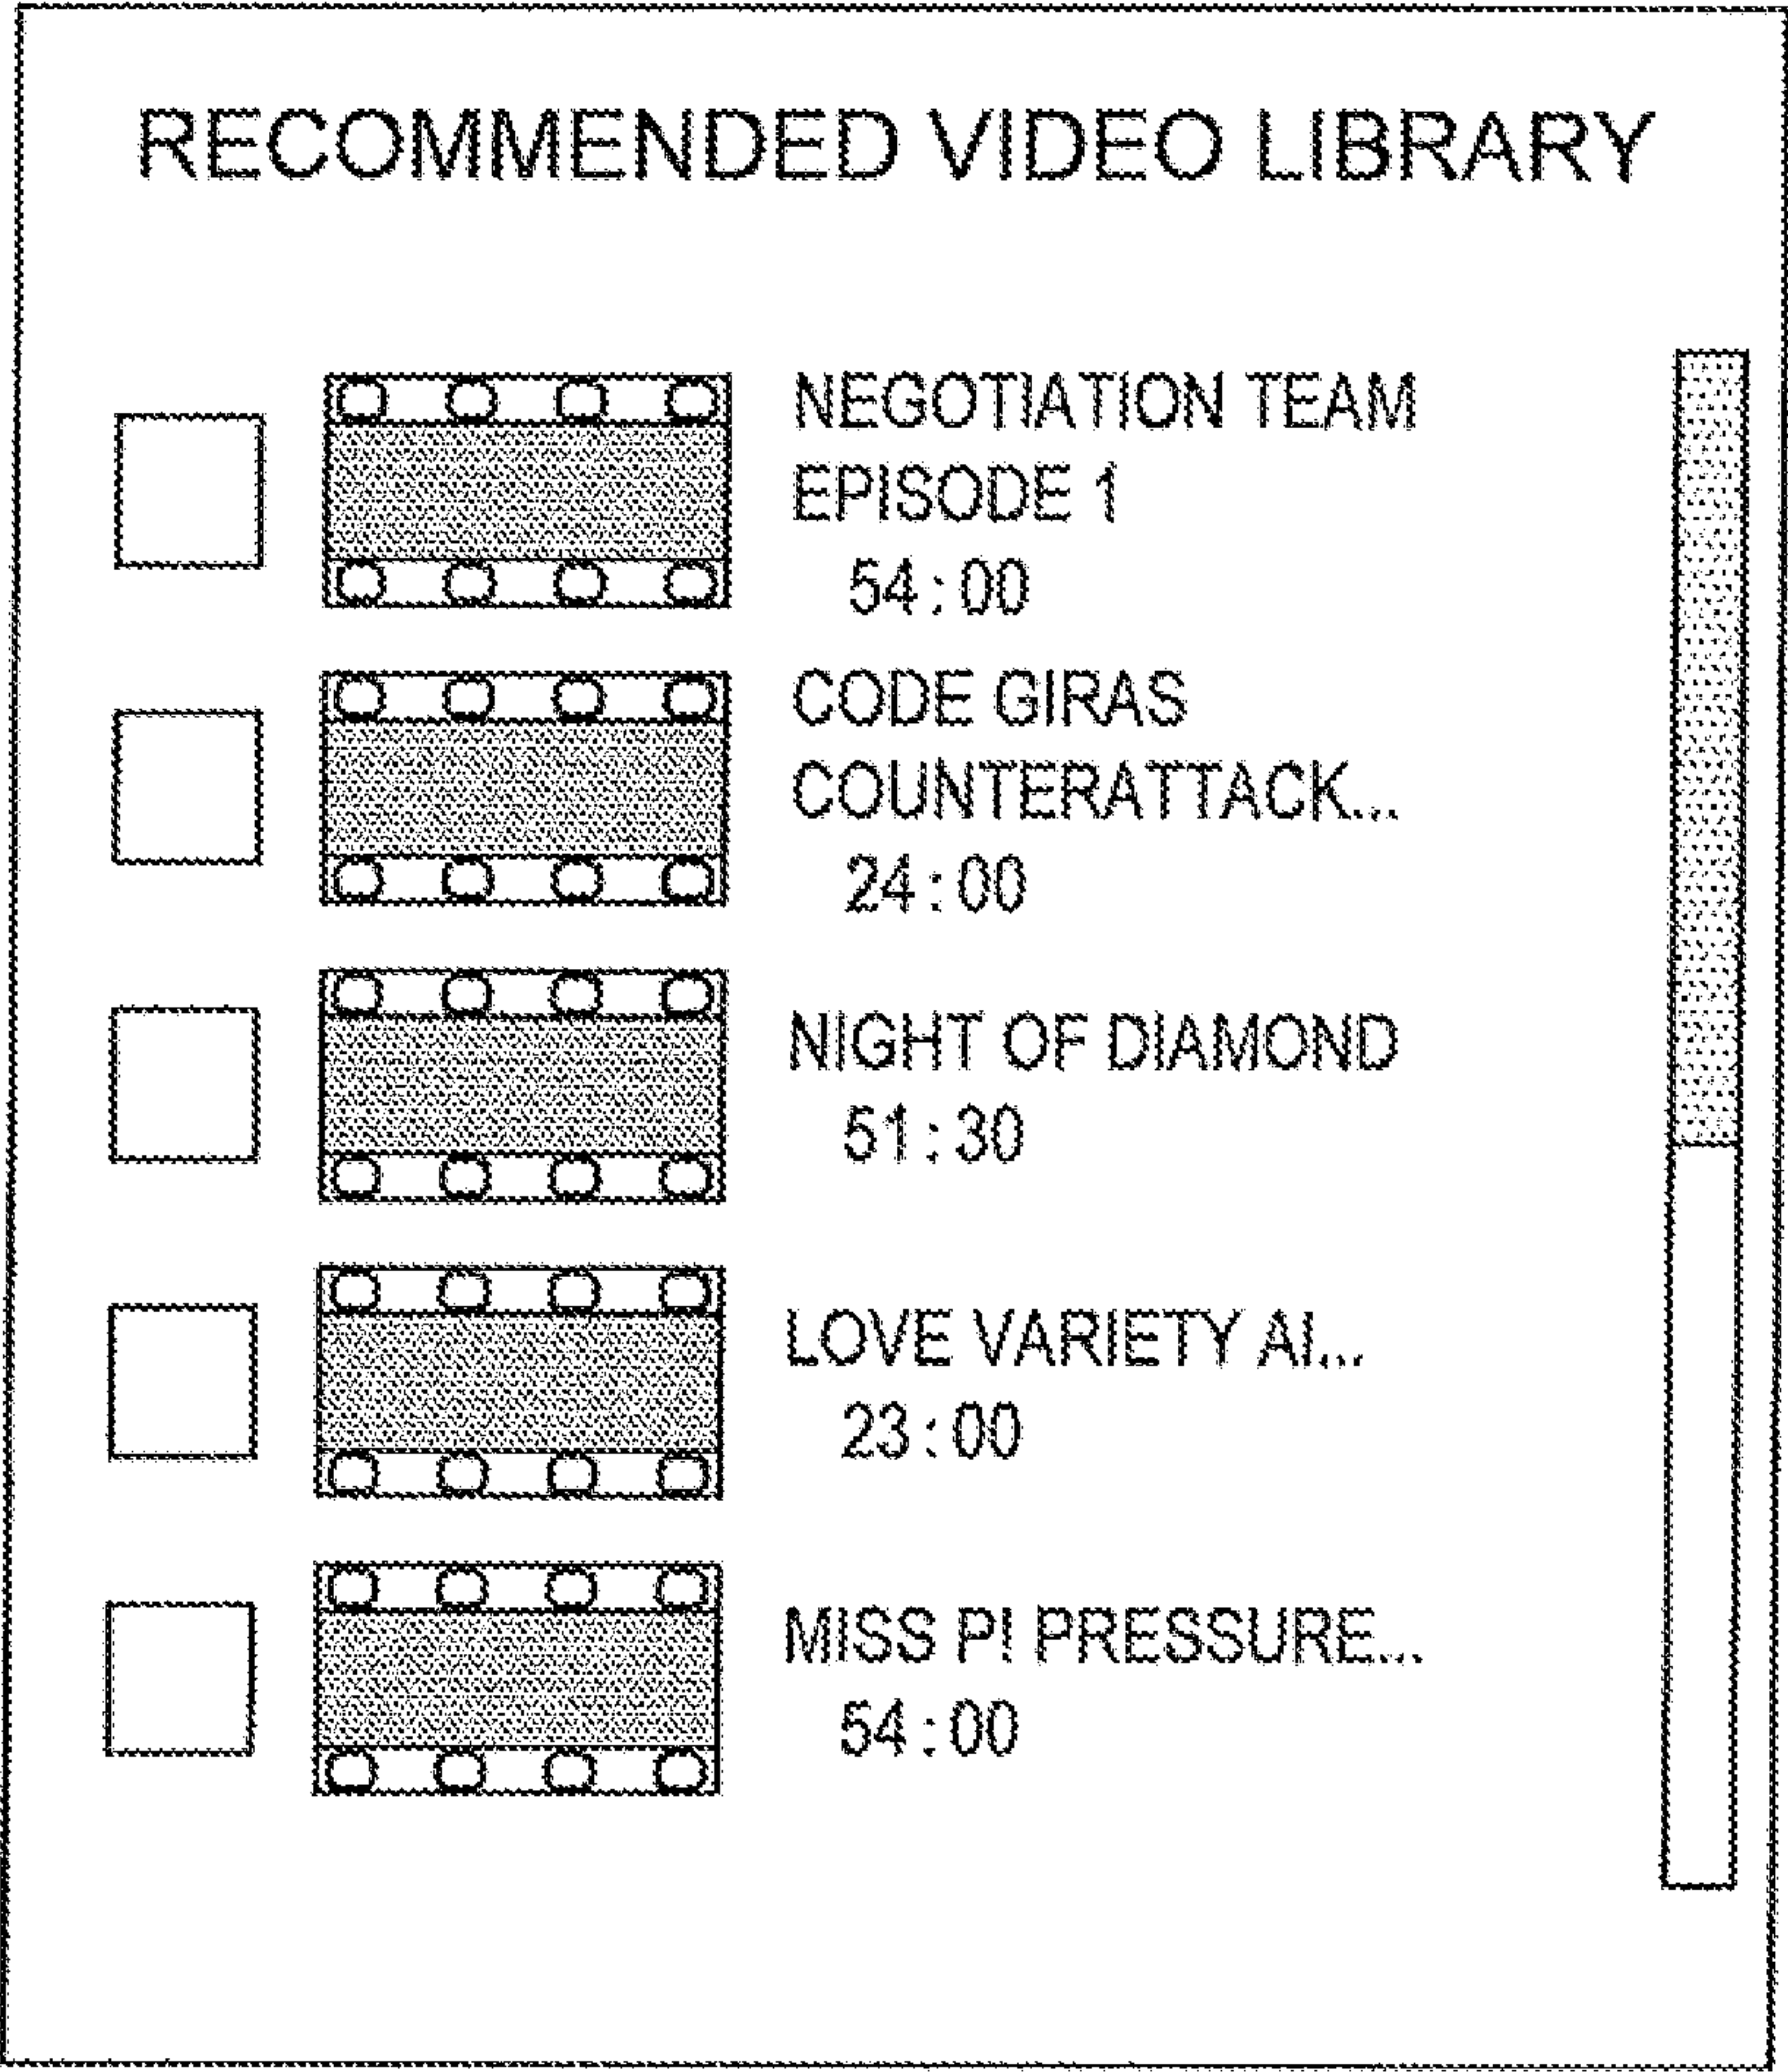 RECOMMENDED VIDEO LIBRARY
NEGOTIATION TEAM
EPISODE 1
54:00
CODE GIRAS
COUNTERATTACK...
24:00
NIGHT OF DIAMOND
51:30
LOVE VARIETY AI...
23:00
MISS PI PRESSURE...
54:00